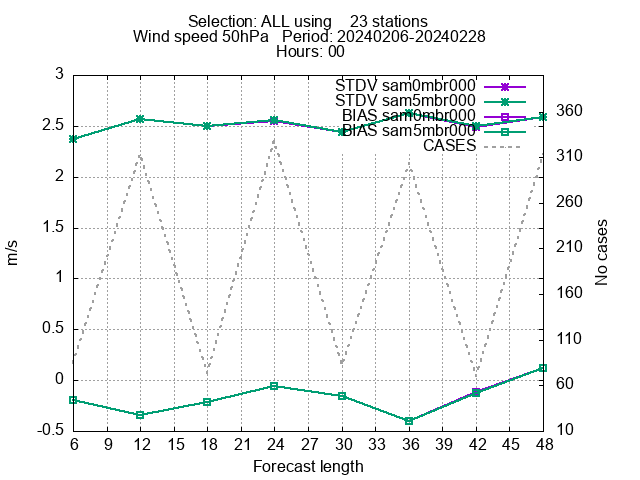 Selection: ALL using    23 stations
Wind speed 50hPa   Period: 20240206-20240228
Hours: 00
STDV sam0mbr000
STDV sam5mbr000
BIAS sam0mbr000
BIAS sam5mbr000
CASES
3
2.5
2
1.5
1
0.5
0
-0.5
m/s
360
310
260
210
160
110
60
10
No cases
6 9 12 15 18 21 24 27 30 33 36 39 42 45 48
Forecast length